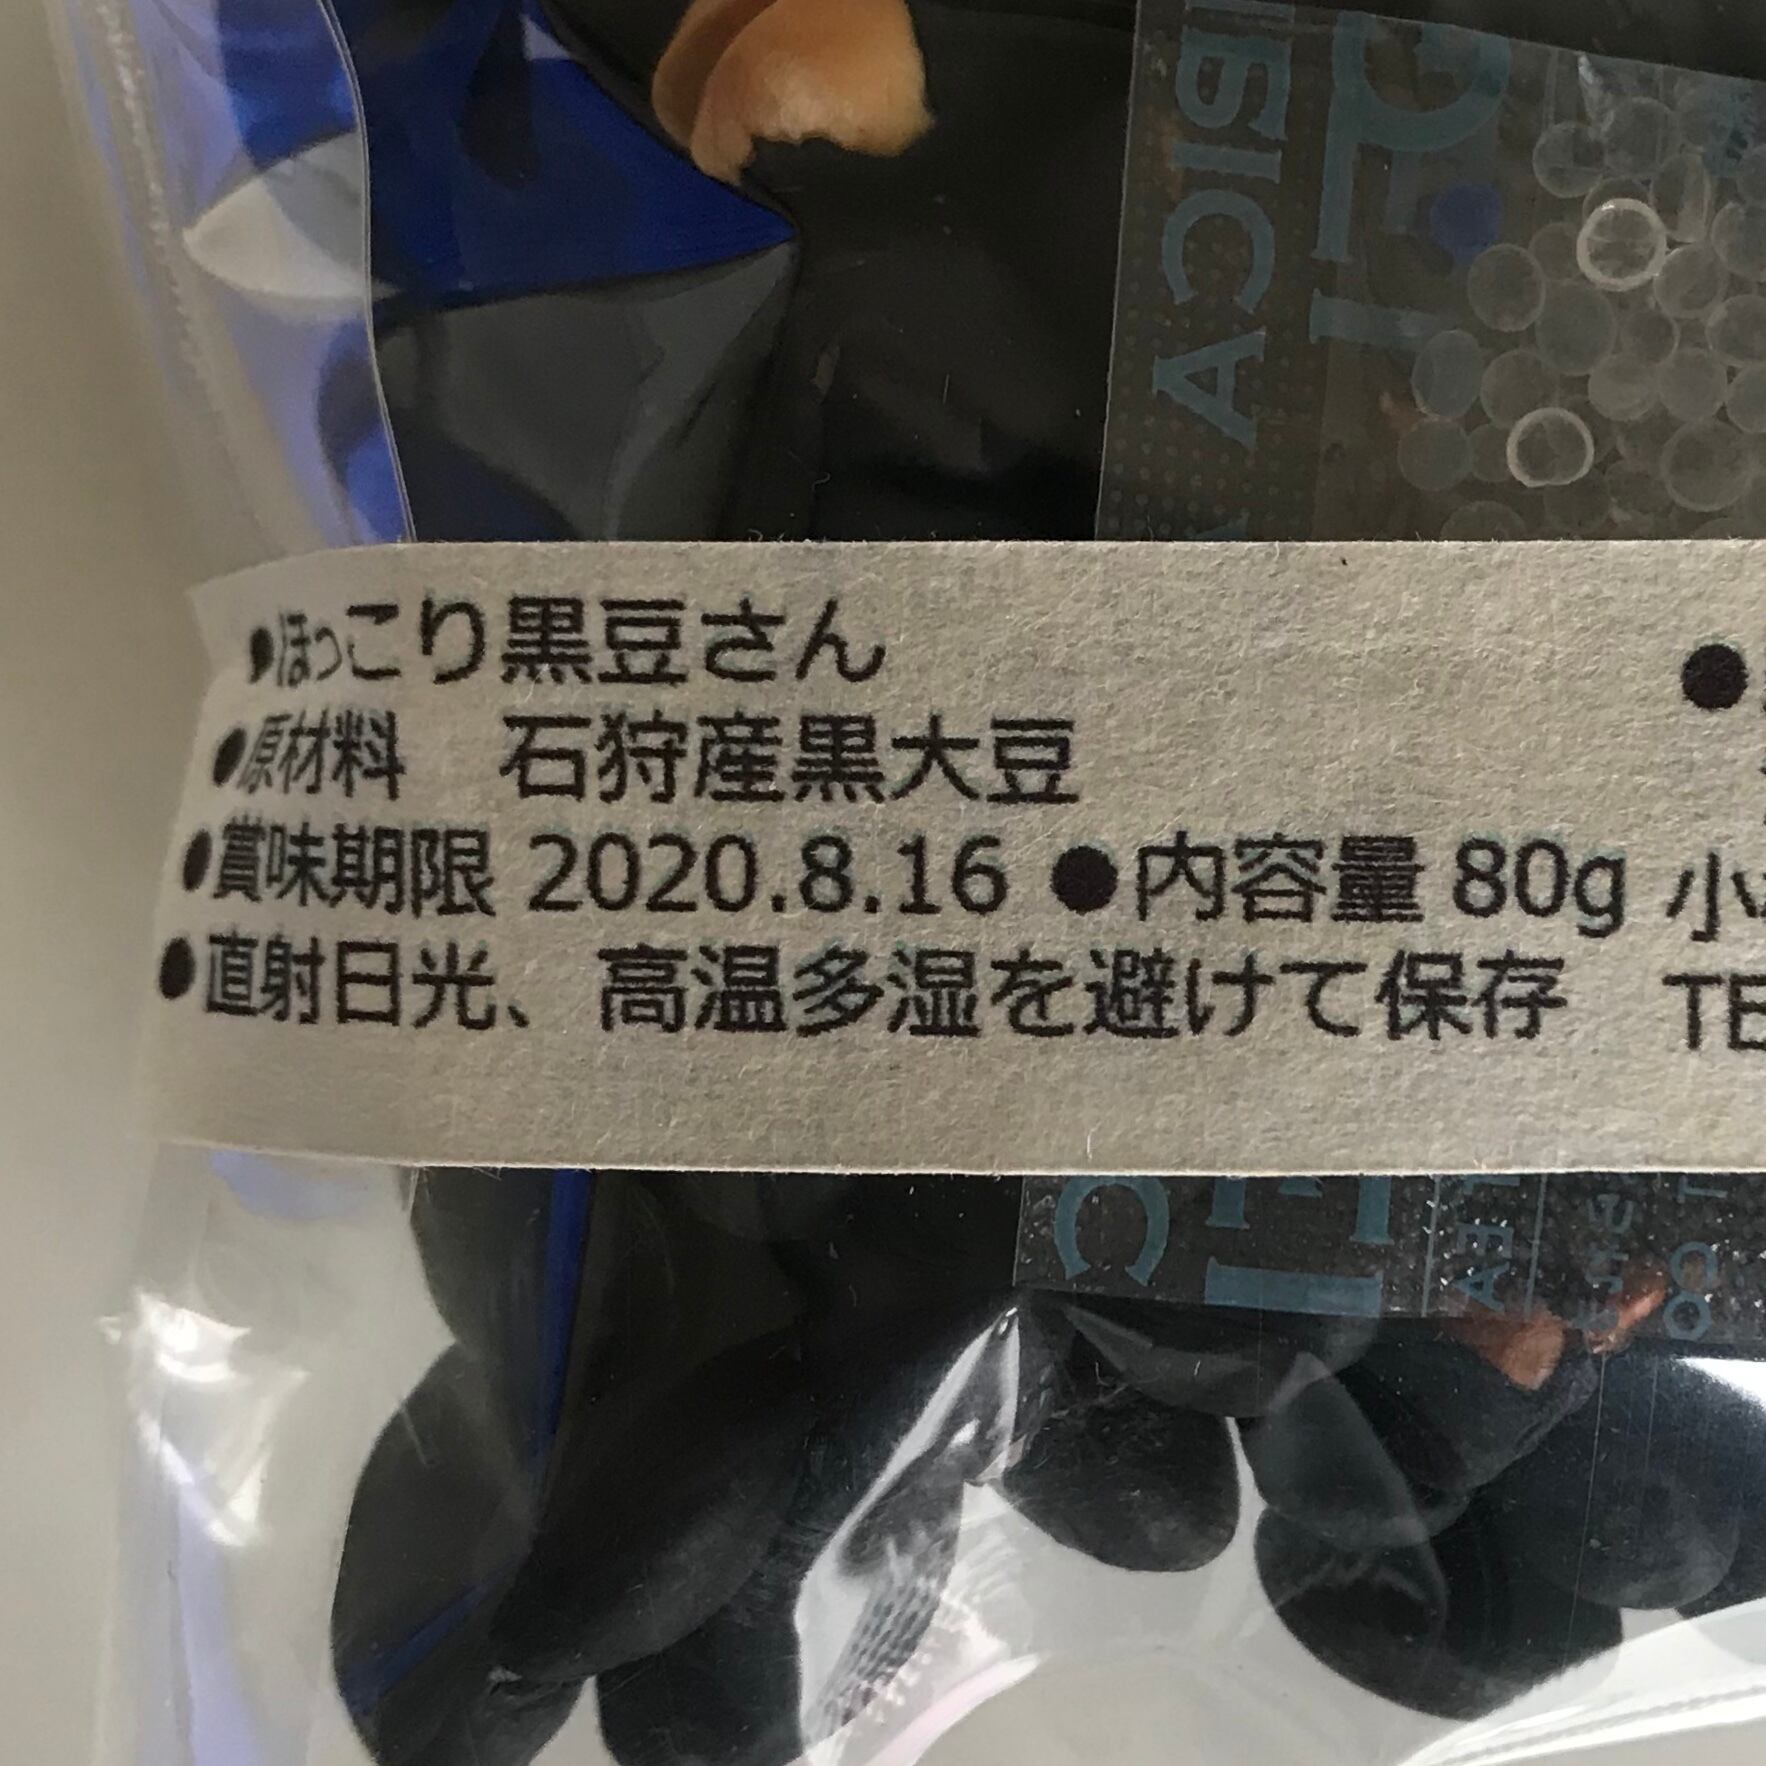 ●ほっこり黒豆さん
●原材料　石狩産黒大豆
●賞味期限 2020.8.16 ●内容量 80g
●直射日光、高温多湿を避けて保存
小
TE